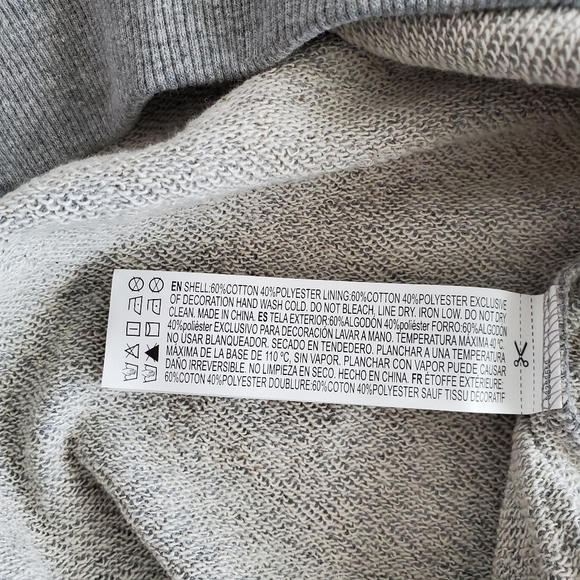 EN SHELL:60%COTTON 40%POLYESTER LINING:60%COTTON 40%POLYESTER EXCLUSIVE
OF DECORATION HAND WASH COLD. DO NOT BLEACH. LINE DRY. IRON LOW. DO NOT DRY
CLEAN. MADE IN CHINA. ES TELA EXTERIOR:60%ALGODÓN 40%poliéster FORRO:60%ALGODÓN
40%poliéster EXCLUSIVO PARA DECORACIÓN LAVAR A MANO. TEMPERATURA MÁXIMA 40 ºC
NO USAR BLANQUEADOR. SECADO EN TENDEDERO. PLANCHAR A UNA TEMPERATURA
MÁXIMA DE LA BASE DE 110 ºC, SIN VAPOR. PLANCHAR CON VAPOR PUEDE CAUSAR
DAÑO IRREVERSIBLE. NO LIMPIEZA EN SECO. HECHO EN CHINA. FR ÉTOFFE EXTÉRIEURE:
60%COTON 40%POLYESTER DOUBLURE:60%COTON 40%POLYESTER SAUF TISSU DÉCORATIF